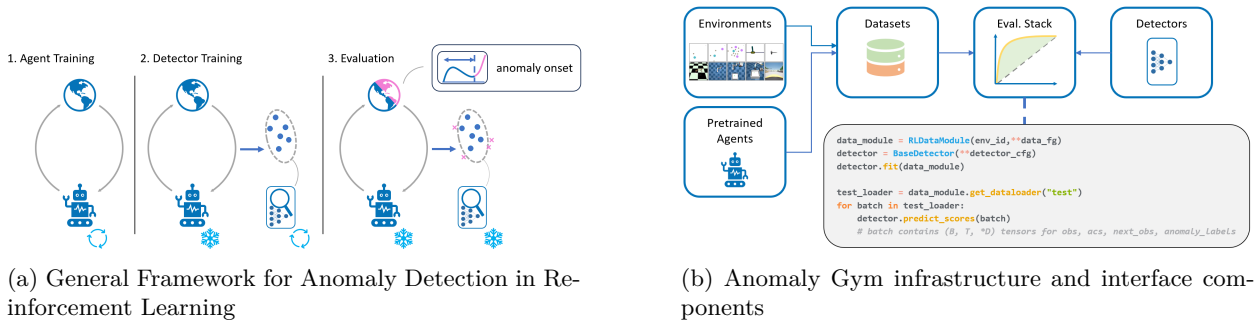 1. Agent Training
2. Detector Training
3. Evaluation
anomaly onset
(a) General Framework for Anomaly Detection in Re-
inforcement Learning
Environments
Datasets
Eval. Stack
Detectors
Pretrained
Agents
data_module = RLDataModule(env_id,**data_fg)
detector = BaseDetector(**detector_cfg)
detector.fit(data_module)
test_loader = data_module.get_dataloader("test")
for batch in test_loader:
detector.predict_scores(batch)
# batch contains (B, T, *D) tensors for obs, acs, next_obs, anomaly_labels
(b) Anomaly Gym infrastructure and interface com-
ponents